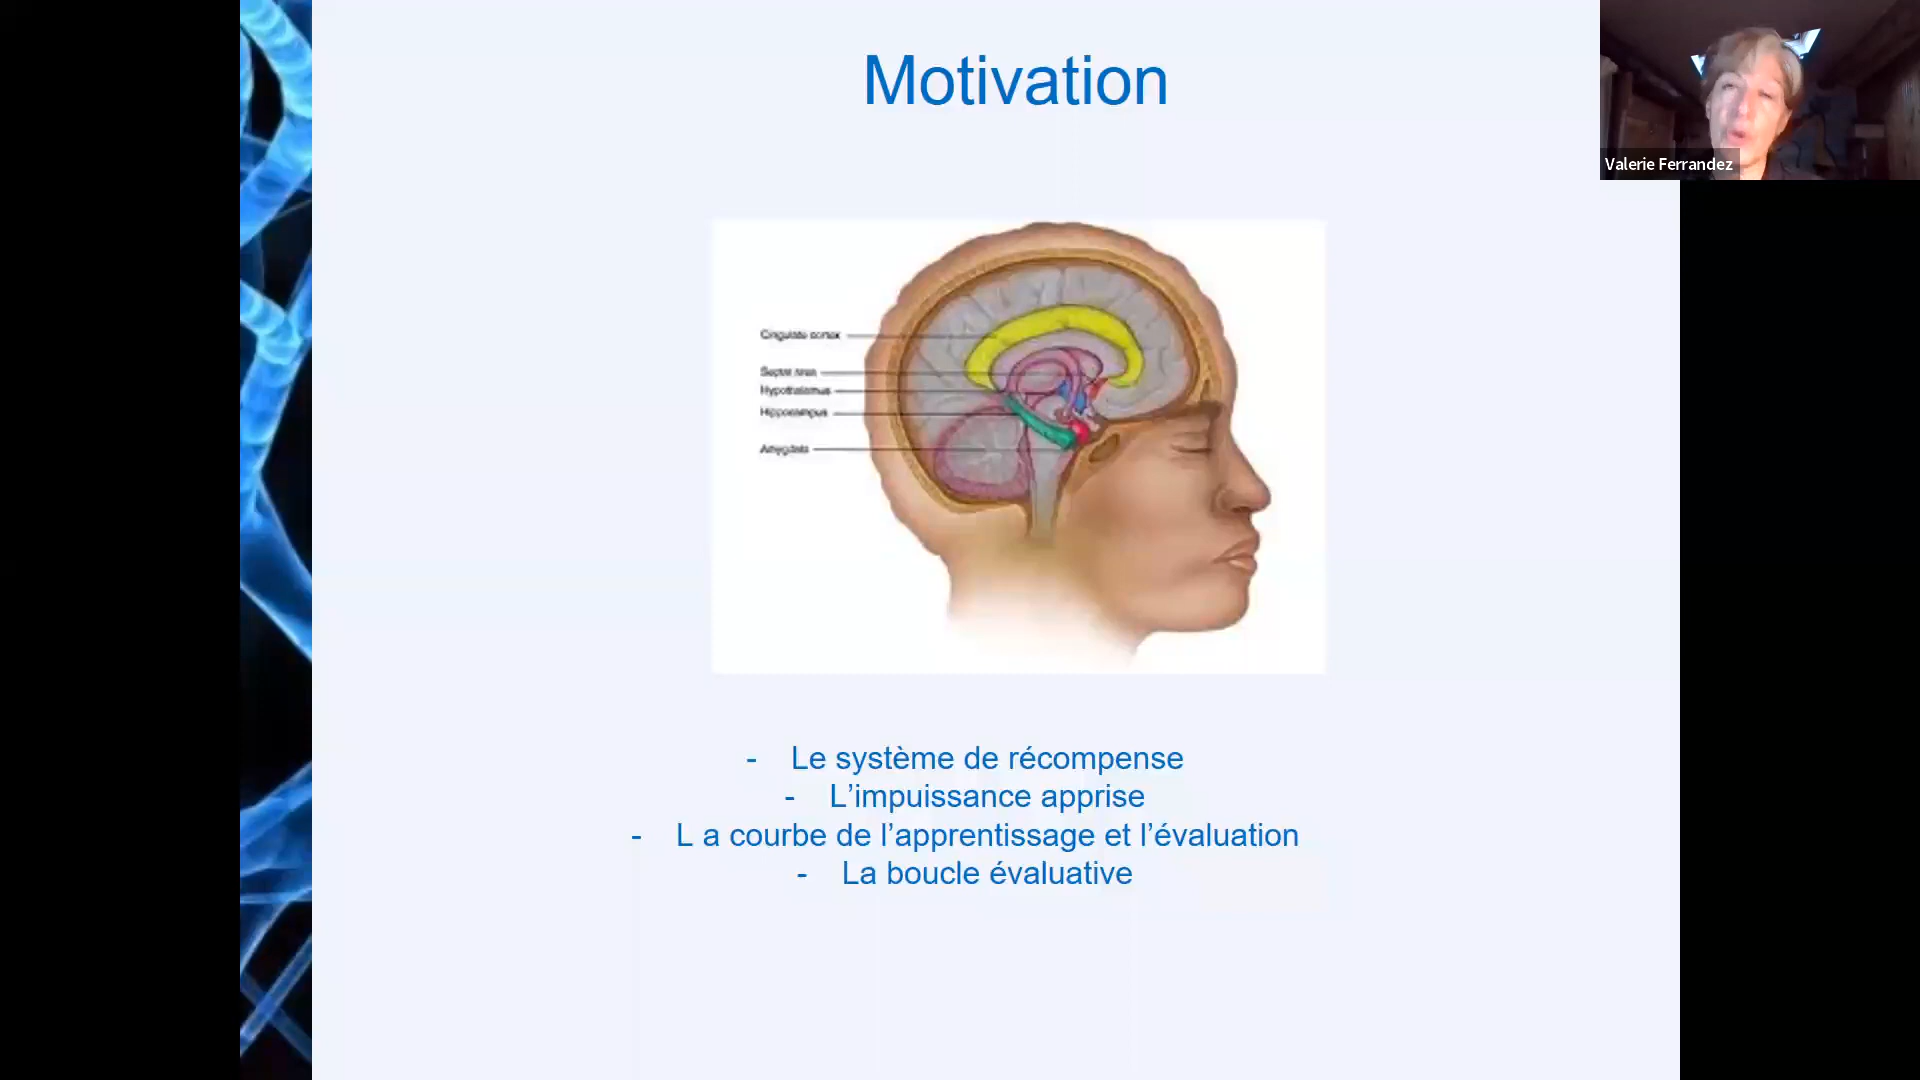 Motivation
Valerie Ferrandez
Cingulate cortex
Septal area
Hypothalamus
Hippocampus
Amygdala
- Le système de récompense
- L’impuissance apprise
- L a courbe de l’apprentissage et l’évaluation
- La boucle évaluative